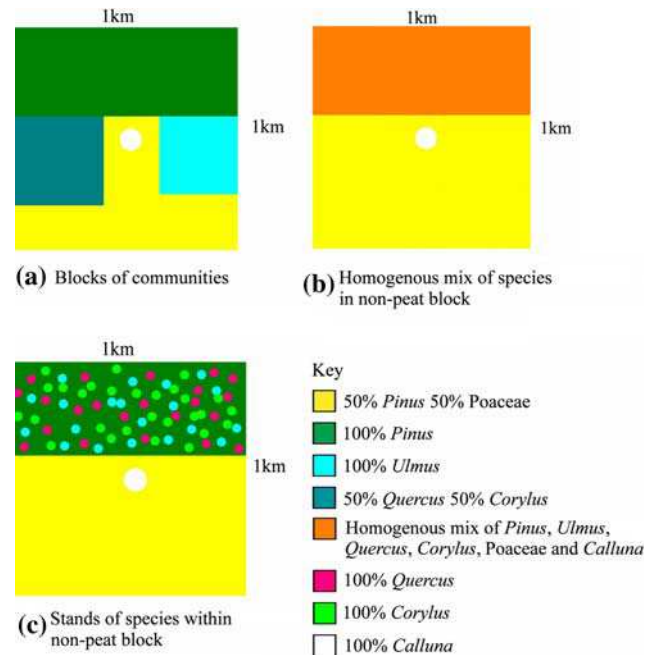 1km
1km
1km
1km
(a) Blocks of communities
(b) Homogenous mix of species
in non-peat block
1km
1km
(c) Stands of species within
non-peat block
Key
50% Pinus 50% Poaceae
100% Pinus
100% Ulmus
50% Quercus 50% Corylus
Homogenous mix of Pinus, Ulmus,
Quercus, Corylus, Poaceae and Calluna
100% Quercus
100% Corylus
100% Calluna